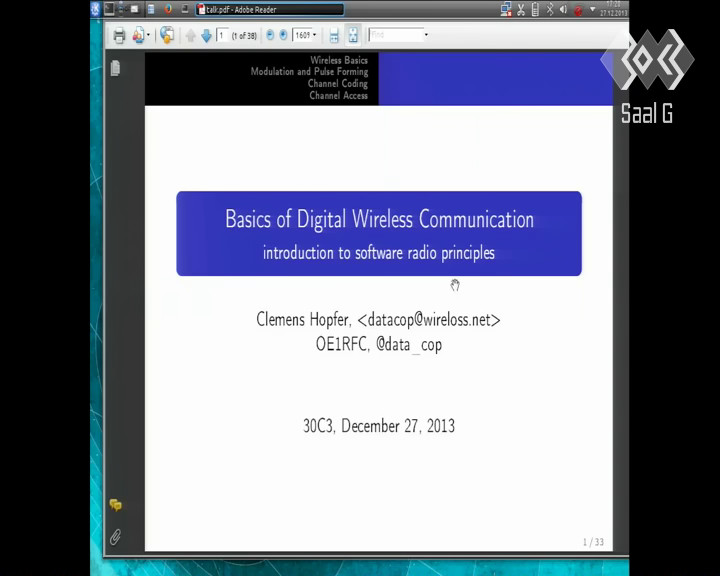 talk.pdf - Adobe Reader
27.12.2013
1
(1 of 38)
160%
Find
Wireless Basics
Modulation and Pulse Forming
Channel Coding
Channel Access
Saal G
Basics of Digital Wireless Communication
introduction to software radio principles
Clemens Hopfer, <datacop@wireloss.net>
OE1RFC, @data_cop
30C3, December 27, 2013
1 / 33